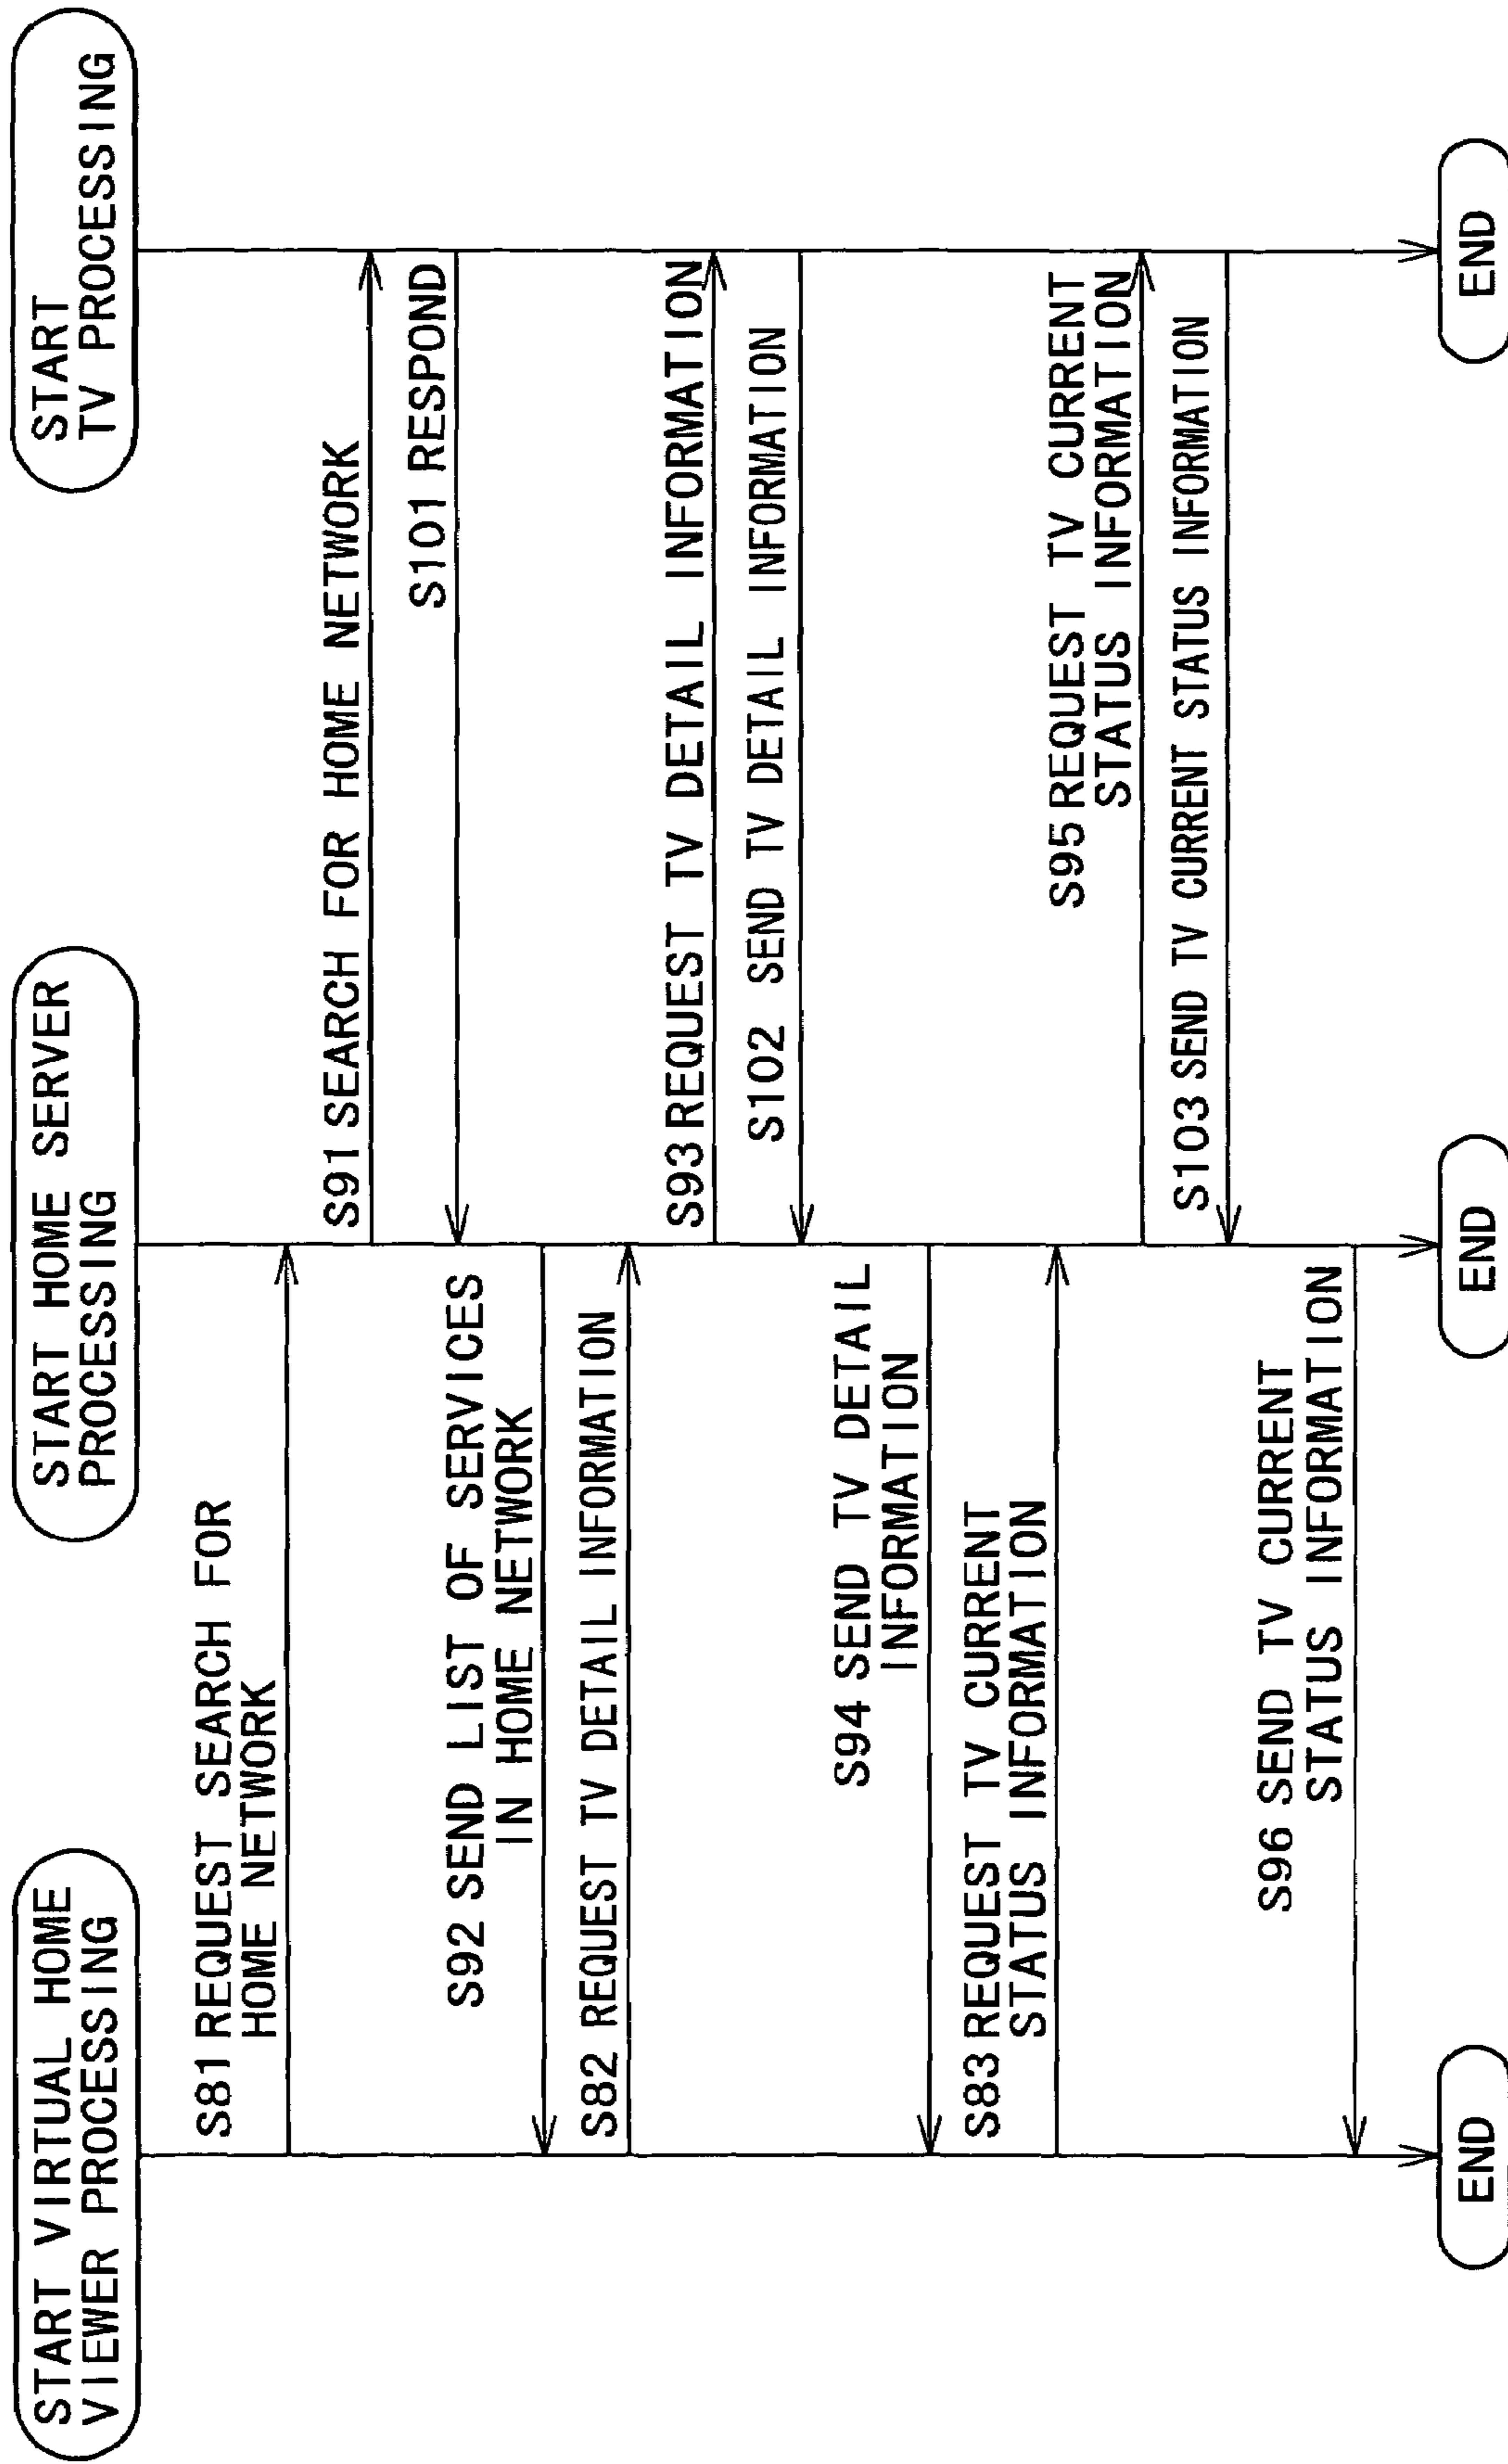 START VIRTUAL HOME
VIEWER PROCESSING
START HOME SERVER
PROCESSING
START
TV PROCESSING
S81 REQUEST SEARCH FOR
HOME NETWORK
S91 SEARCH FOR HOME NETWORK
S101 RESPOND
S92 SEND LIST OF SERVICES
IN HOME NETWORK
S82 REQUEST TV DETAIL INFORMATION
S93 REQUEST TV DETAIL INFORMATION
S102 SEND TV DETAIL INFORMATION
S94 SEND TV DETAIL
INFORMATION
S83 REQUEST TV CURRENT
STATUS INFORMATION
S95 REQUEST TV CURRENT
STATUS INFORMATION
S103 SEND TV CURRENT STATUS INFORMATION
S96 SEND TV CURRENT
STATUS INFORMATION
END
END
END